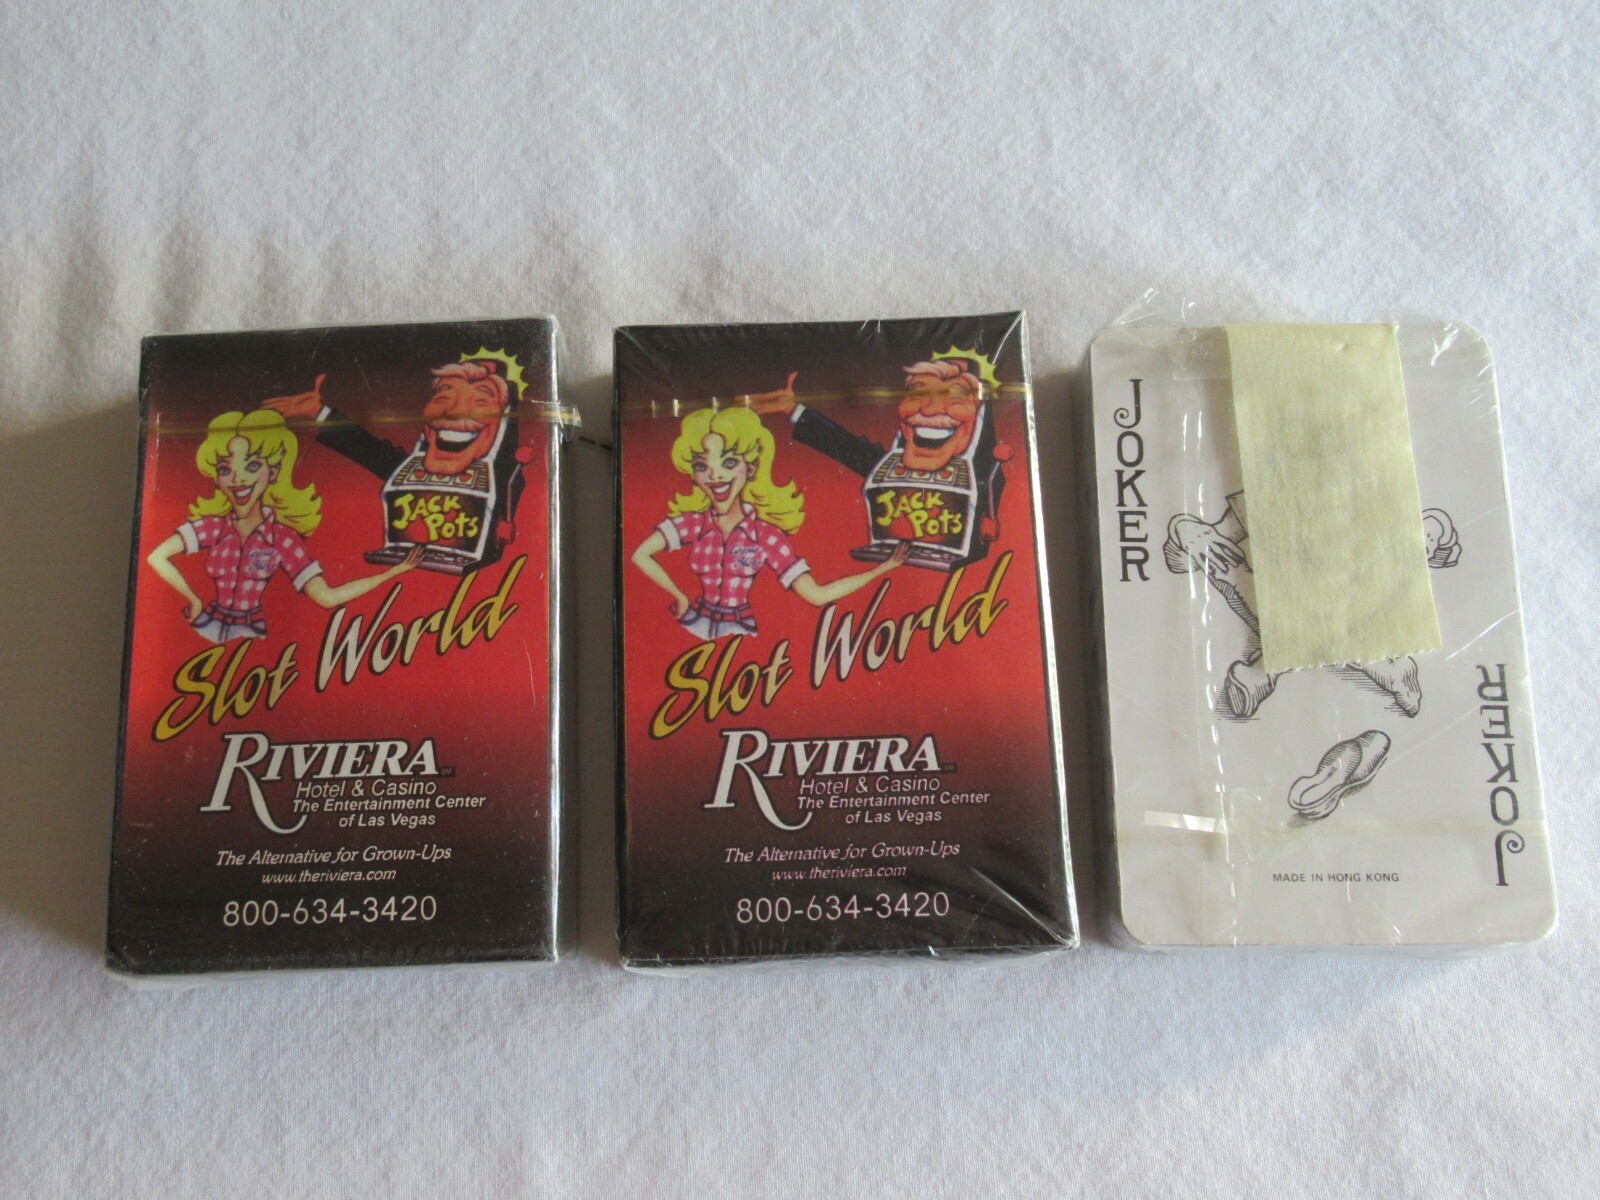 JACK
POTS
Slot World
RIVIERA
Hotel & Casino
The Entertainment Center
of Las Vegas
The Alternative for Grown-Ups
www.theriviera.com
800-634-3420
JACK
POTS
Slot World
RIVIERA
Hotel & Casino
The Entertainment Center
of Las Vegas
The Alternative for Grown-Ups
www.theriviera.com
800-634-3420
JOKER
JOKER
MADE IN HONG KONG